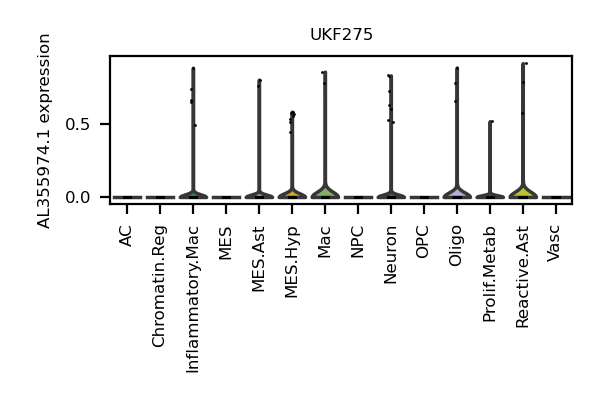 UKF275
AL355974.1 expression
0.5
0.0
AC
Chromatin.Reg
Inflammatory.Mac
MES
MES.Ast
MES.Hyp
Mac
NPC
Neuron
OPC
Oligo
Prolif.Metab
Reactive.Ast
Vasc